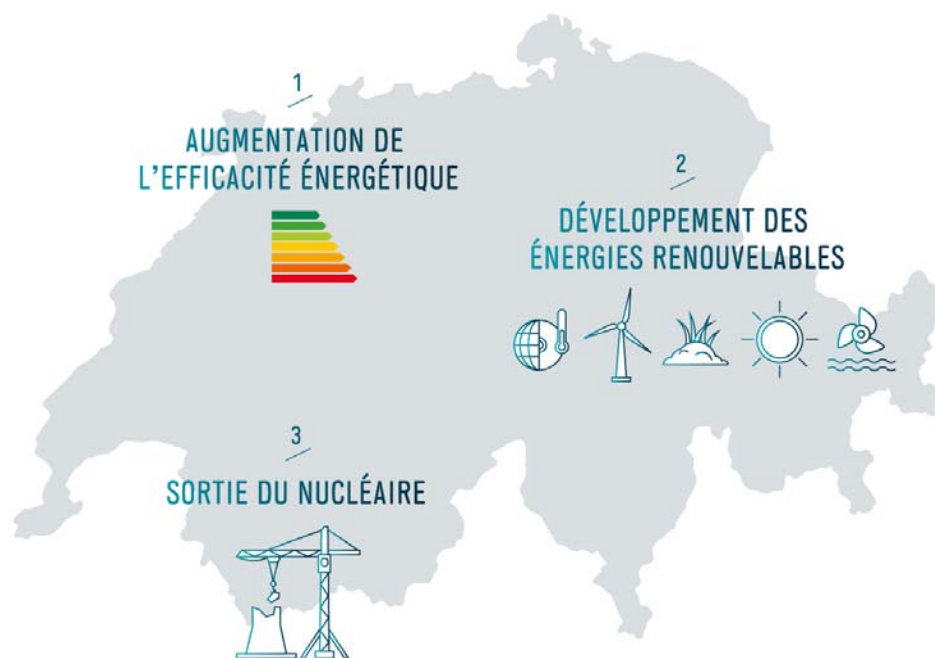 1
AUGMENTATION DE
L'EFFICACITÉ ÉNERGÉTIQUE
2
DÉVELOPPEMENT DES
ÉNERGIES RENOUVELABLES
3
SORTIE DU NUCLÉAIRE